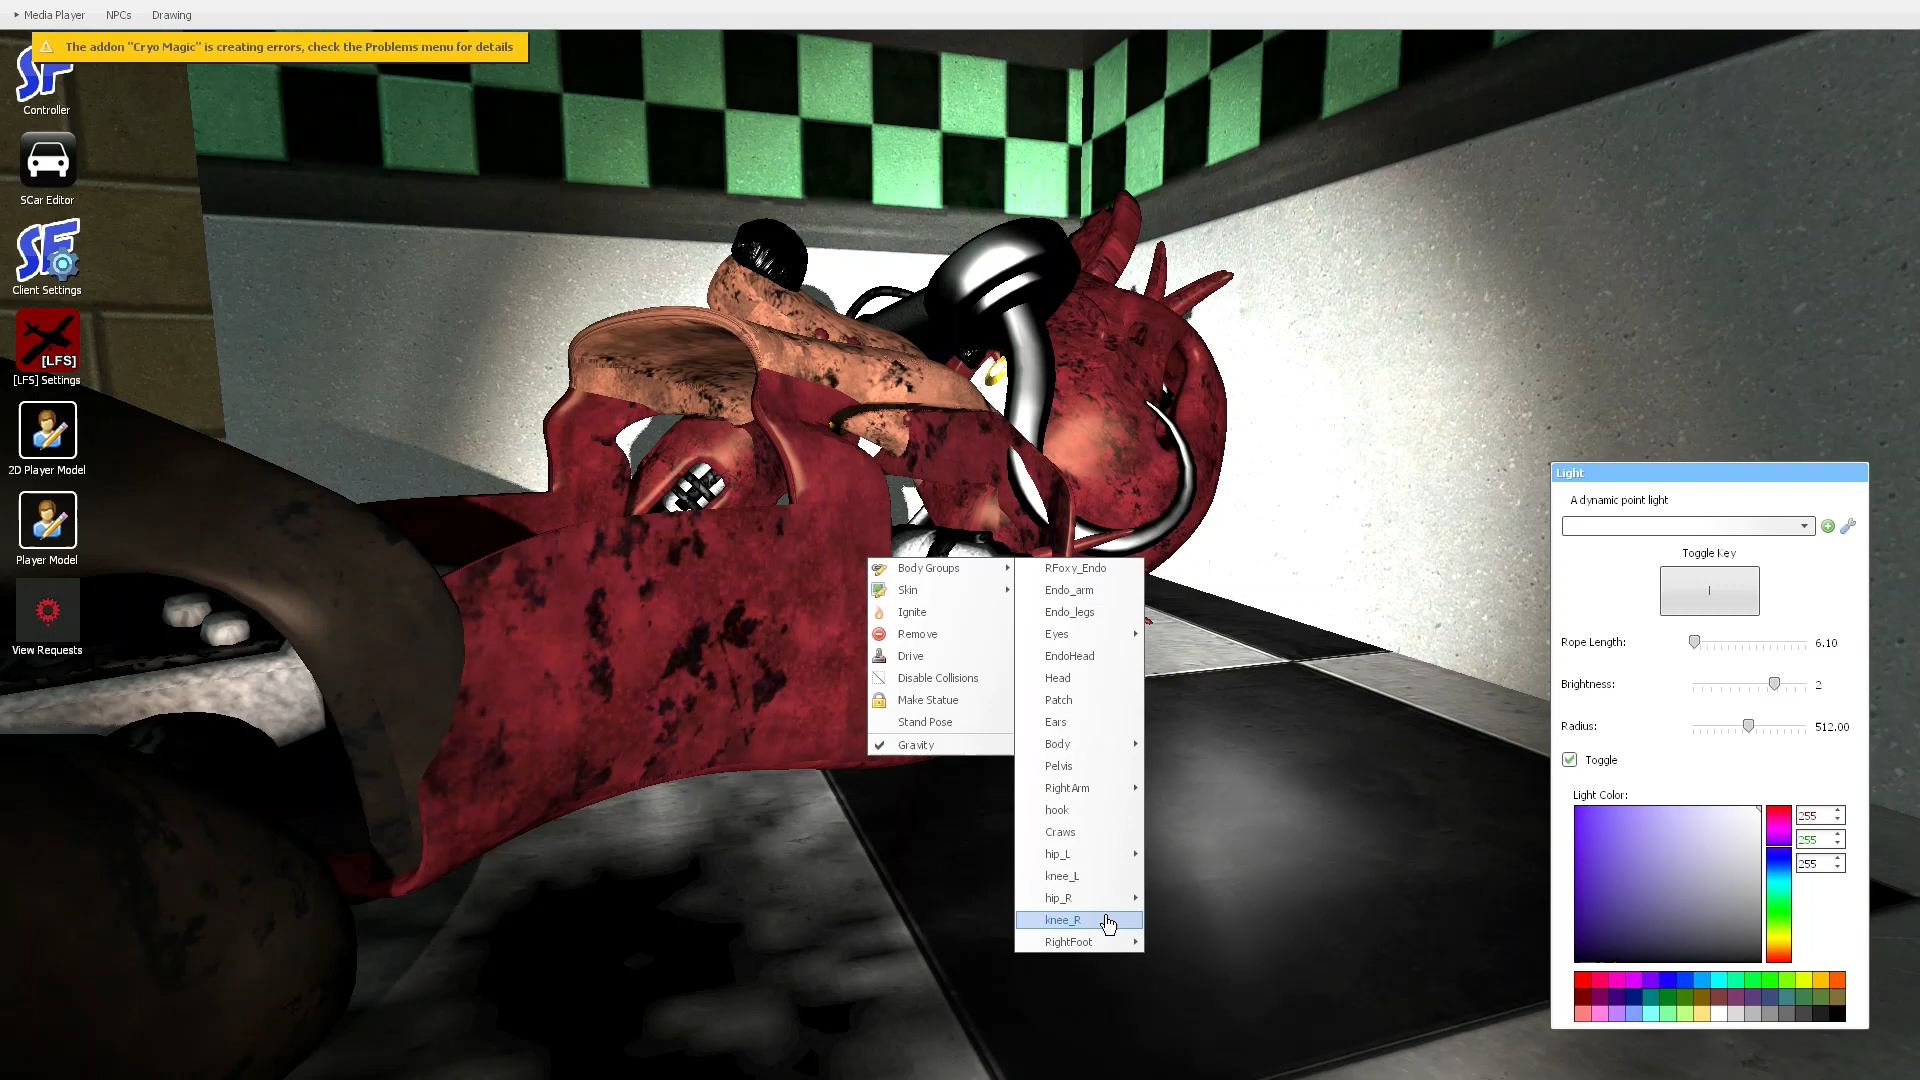 Media Player NPCs Drawing
The addon "Cryo Magic" is creating errors, check the Problems menu for details
SF
Controller
SCar Editor
SF
Client Settings
[LFS]
[LFS] Settings
2D Player Model
Player Model
View Requests
Body Groups
Skin
Ignite
Remove
Drive
Disable Collisions
Make Statue
Stand Pose
Gravity
RFoxy_Endo
Endo_arm
Endo_legs
Eyes
EndoHead
Head
Patch
Ears
Body
Pelvis
RightArm
hook
Craws
hip_L
knee_L
hip_R
knee_R
RightFoot
Light
A dynamic point light
Toggle Key
l
Rope Length: 6.10
Brightness: 2
Radius: 512.00
Toggle
Light Color:
255
255
255